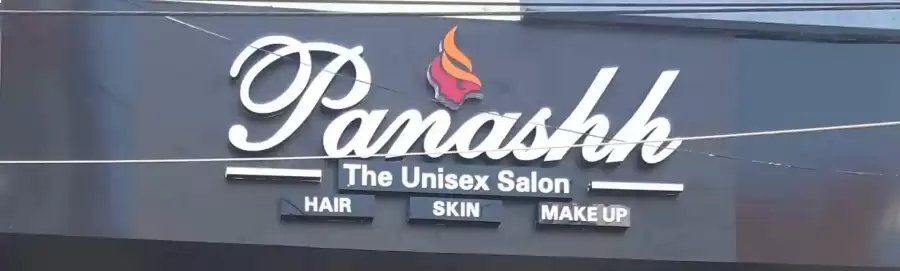 Panashh
The Unisex Salon
HAIR SKIN MAKE UP